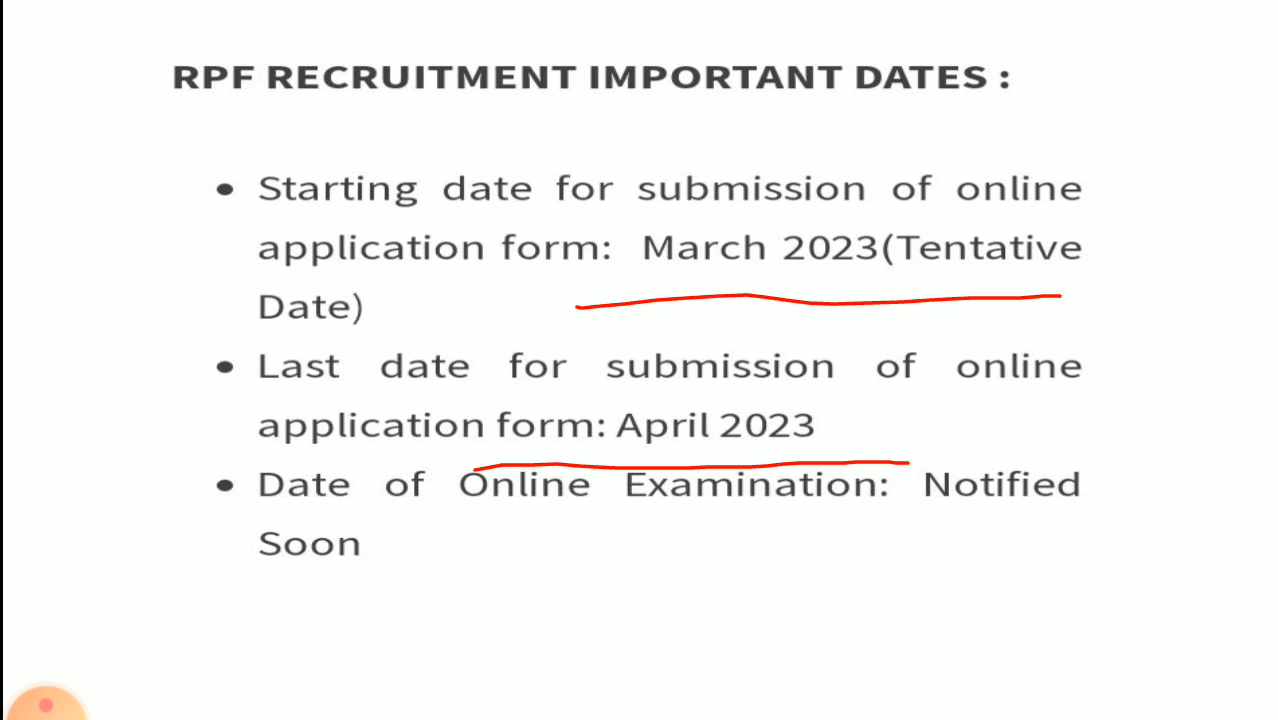 RPF RECRUITMENT IMPORTANT DATES :
• Starting date for submission of online
application form: March 2023(Tentative
Date)
• Last date for submission of online
application form: April 2023
• Date of Online Examination: Notified
Soon